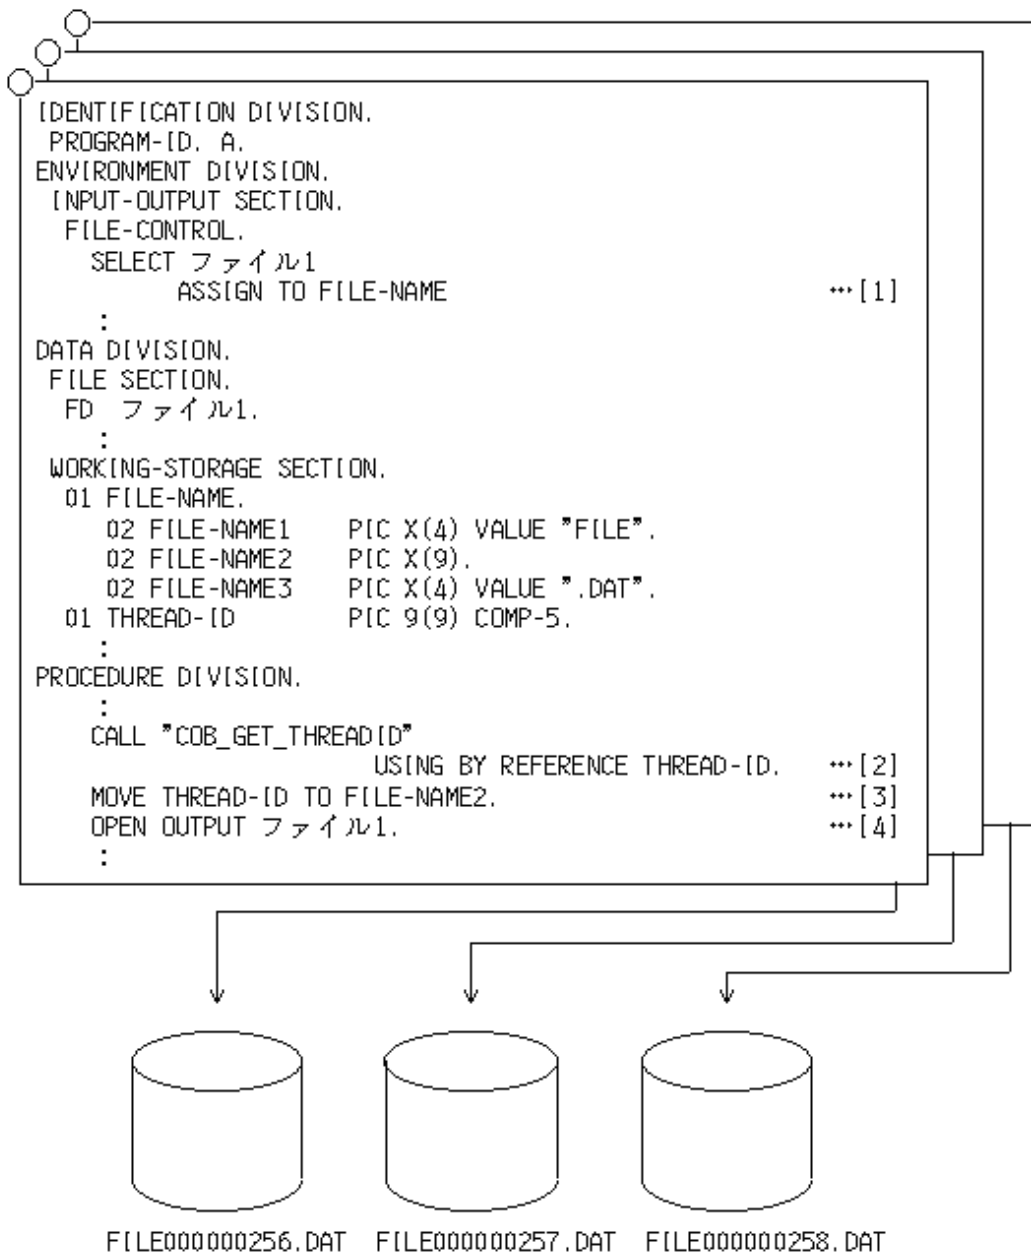 IDENTIFICATION DIVISION.
PROGRAM-ID. A.
ENVIRONMENT DIVISION.
INPUT-OUTPUT SECTION.
FILE-CONTROL.
SELECT ファイル1
ASSIGN TO FILE-NAME …[1]
:
DATA DIVISION.
FILE SECTION.
FD ファイル1.
:
WORKING-STORAGE SECTION.
01 FILE-NAME.
02 FILE-NAME1 PIC X(4) VALUE "FILE".
02 FILE-NAME2 PIC X(9).
02 FILE-NAME3 PIC X(4) VALUE ".DAT".
01 THREAD-ID PIC 9(9) COMP-5.
:
PROCEDURE DIVISION.
:
CALL "COB_GET_THREADID"
USING BY REFERENCE THREAD-ID. …[2]
MOVE THREAD-ID TO FILE-NAME2. …[3]
OPEN OUTPUT ファイル1. …[4]
:
FILE000000256.DAT FILE000000257.DAT FILE000000258.DAT